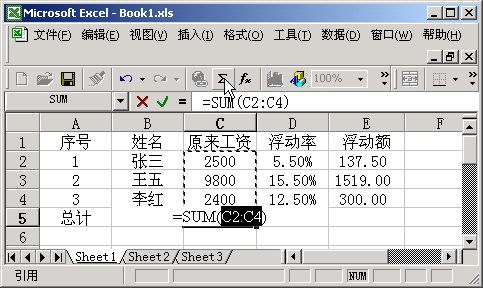 Microsoft Excel - Book1.xls
文件(F) 编辑(E) 视图(V) 插入(I) 格式(O) 工具(T) 数据(D) 窗口(W) 帮助(H)
Σ fx 100%
SUM =SUM(C2:C4)
A B C D E F
1 序号 姓名 原来工资 浮动率 浮动额
2 1 张三 2500 5.50% 137.50
3 2 王五 9800 15.50% 1519.00
4 3 李红 2400 12.50% 300.00
5 总计 =SUM(C2:C4)
6
Sheet1 Sheet2 Sheet3
引用 NUM